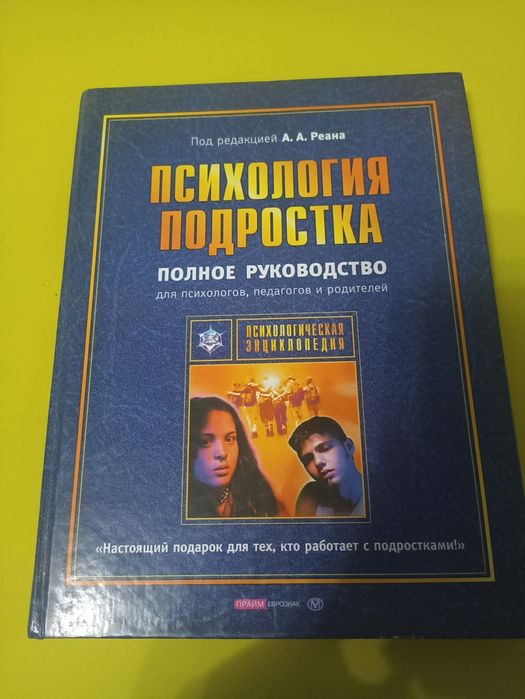 Под редакцией А. А. Реана
ПСИХОЛОГИЯ
ПОДРОСТКА
ПОЛНОЕ РУКОВОДСТВО
для психологов, педагогов и родителей
ПСИХОЛОГИЧЕСКАЯ
ЭНЦИКЛОПЕДИЯ
«Настоящий подарок для тех, кто работает с подростками!»
ПРАЙМ ЕВРОЗНАК М